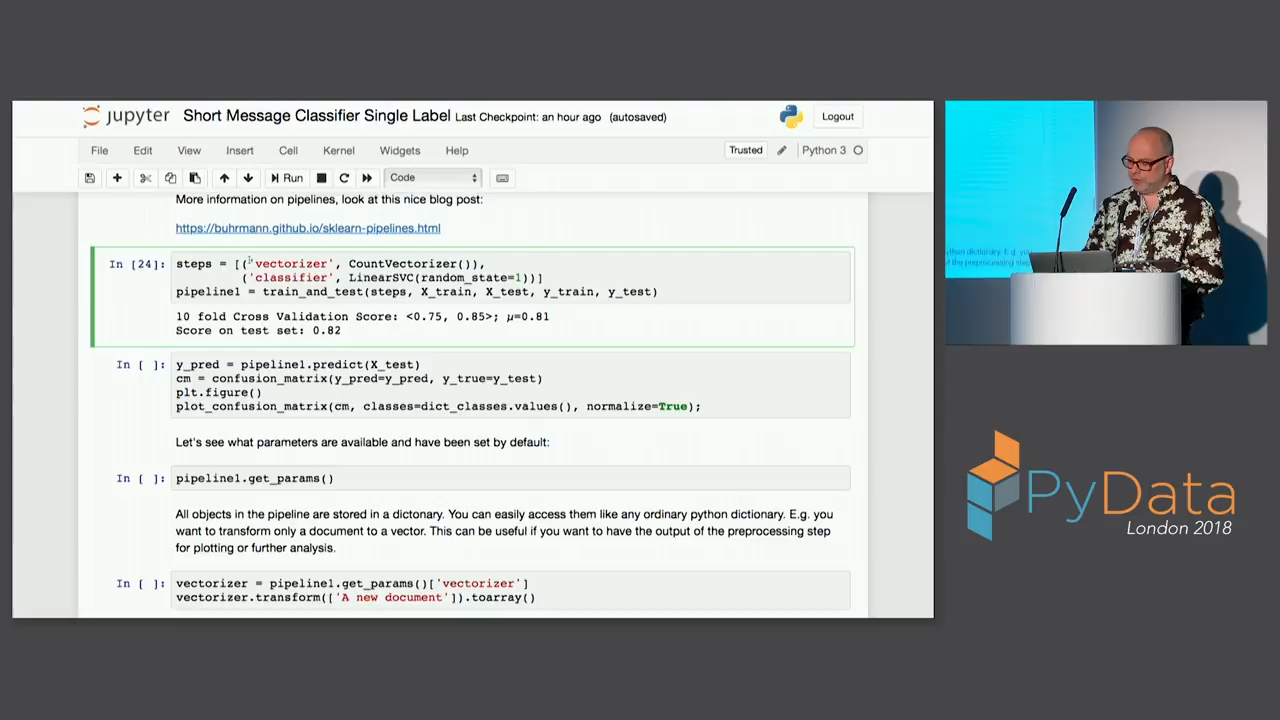 jupyter Short Message Classifier Single Label Last Checkpoint: an hour ago (autosaved)
Logout
File Edit View Insert Cell Kernel Widgets Help
Trusted Python 3
Run Code
More information on pipelines, look at this nice blog post:
https://buhrmann.github.io/sklearn-pipelines.html
In [24]: steps = [('vectorizer', CountVectorizer()),
('classifier', LinearSVC(random_state=1))]
pipeline1 = train_and_test(steps, X_train, X_test, y_train, y_test)
10 fold Cross Validation Score: <0.75, 0.85>; μ=0.81
Score on test set: 0.82
In [ ]: y_pred = pipeline1.predict(X_test)
cm = confusion_matrix(y_pred=y_pred, y_true=y_test)
plt.figure()
plot_confusion_matrix(cm, classes=dict_classes.values(), normalize=True);
Let's see what parameters are available and have been set by default:
In [ ]: pipeline1.get_params()
All objects in the pipeline are stored in a dictonary. You can easily access them like any ordinary python dictionary. E.g. you
want to transform only a document to a vector. This can be useful if you want to have the output of the preprocessing step
for plotting or further analysis.
In [ ]: vectorizer = pipeline1.get_params()['vectorizer']
vectorizer.transform(['A new document']).toarray()
PyData
London 2018